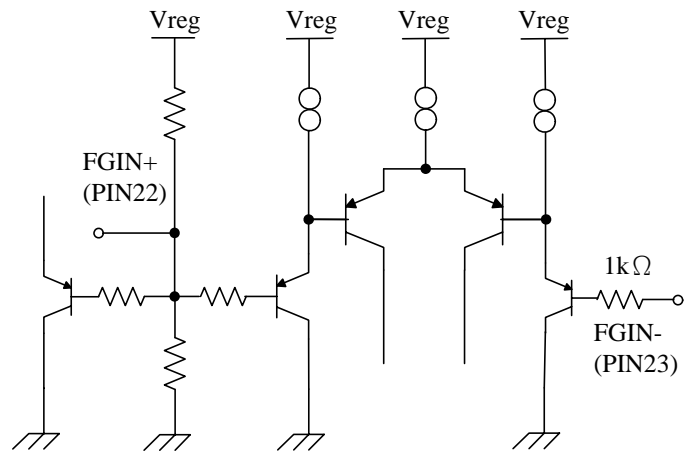 Vreg
Vreg
Vreg
Vreg
FGIN+
(PIN22)
1kΩ
FGIN-
(PIN23)